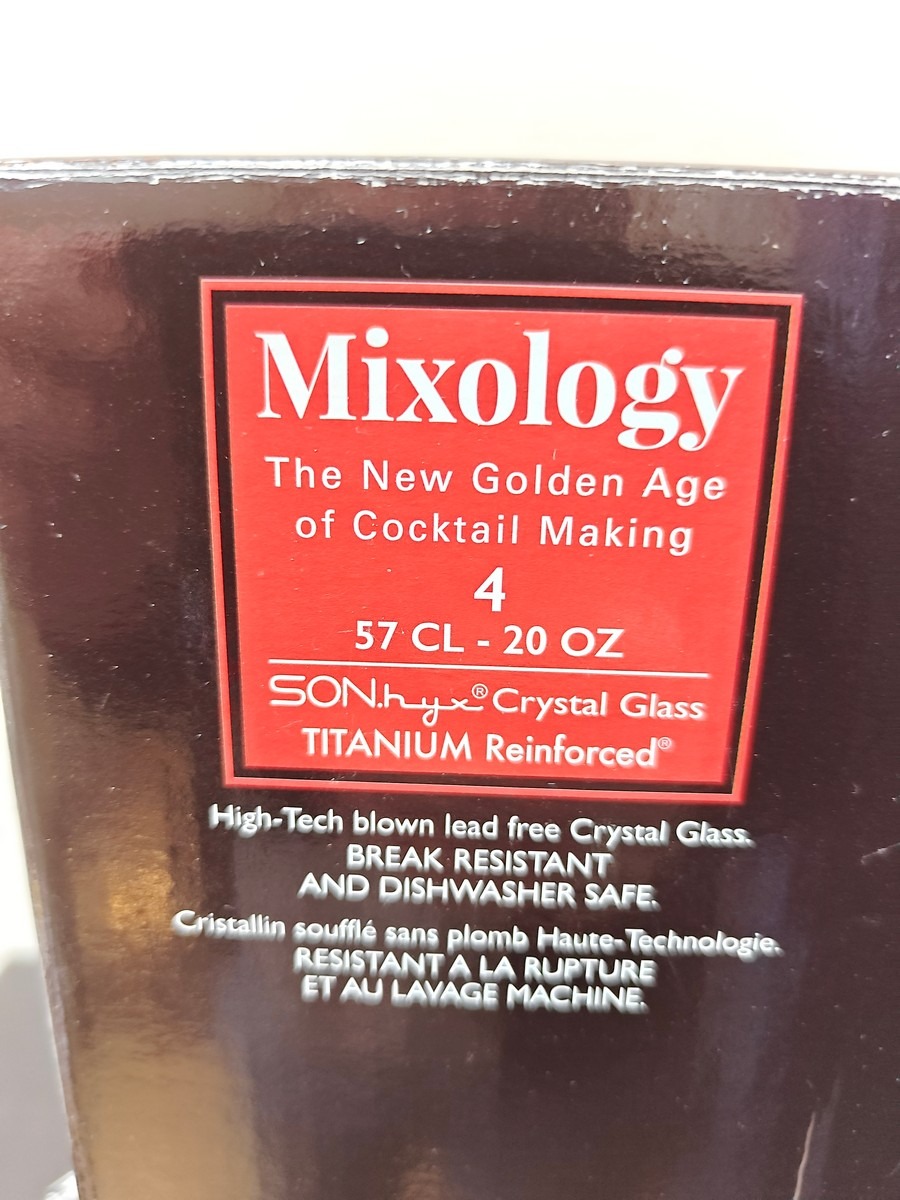 Mixology
The New Golden Age
of Cocktail Making
4
57 CL - 20 OZ
SON.hyx® Crystal Glass
TITANIUM Reinforced®
High-Tech blown lead free Crystal Glass.
BREAK RESISTANT
AND DISHWASHER SAFE.
Cristallin soufflé sans plomb Haute-Technologie.
RESISTANT A LA RUPTURE
ET AU LAVAGE MACHINE.